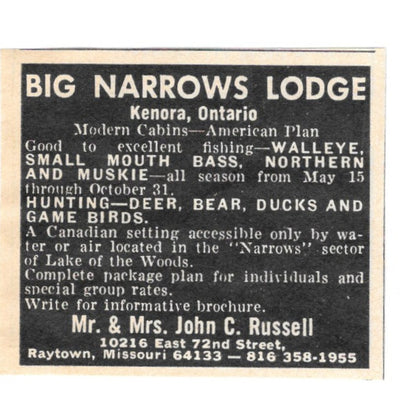 BIG NARROWS LODGE
Kenora, Ontario
Modern Cabins—American Plan
Good to excellent fishing—WALLEYE,
SMALL MOUTH BASS, NORTHERN
AND MUSKIE—all season from May 15
through October 31.
HUNTING—DEER, BEAR, DUCKS AND
GAME BIRDS.
A Canadian setting accessible only by wa-
ter or air located in the "Narrows" sector
of Lake of the Woods.
Complete package plan for individuals and
special group rates.
Write for informative brochure.
Mr. & Mrs. John C. Russell
10216 East 72nd Street,
Raytown, Missouri 64133 — 816 358-1955